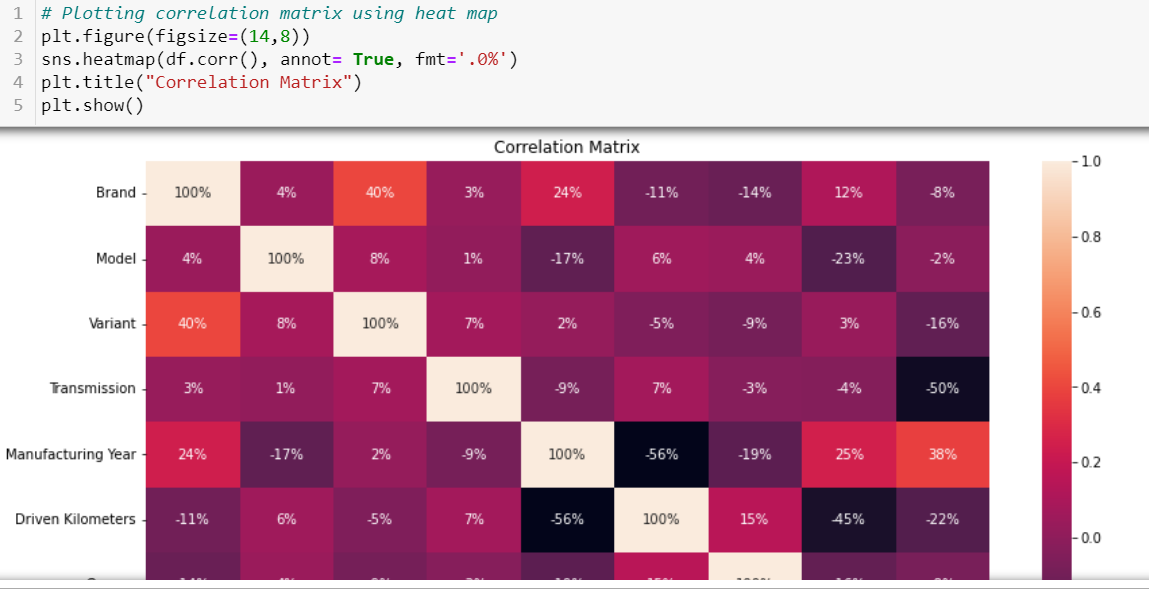 1 # Plotting correlation matrix using heat map
2 plt.figure(figsize=(14,8))
3 sns.heatmap(df.corr(), annot= True, fmt='.0%')
4 plt.title("Correlation Matrix")
5 plt.show()
Correlation Matrix
Brand 100% 4% 40% 3% 24% -11% -14% 12% -8%
Model 4% 100% 8% 1% -17% 6% 4% -23% -2%
Variant 40% 8% 100% 7% 2% -5% -9% 3% -16%
Transmission 3% 1% 7% 100% -9% 7% -3% -4% -50%
Manufacturing Year 24% -17% 2% -9% 100% -56% -19% 25% 38%
Driven Kilometers -11% 6% -5% 7% -56% 100% 15% -45% -22%
1.0
0.8
0.6
0.4
0.2
0.0